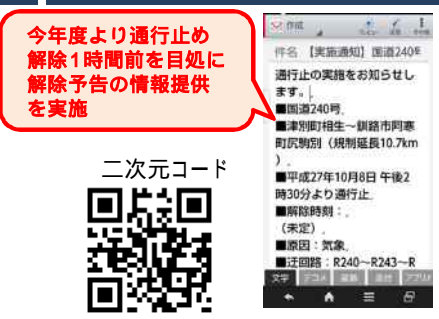 今年度より通行止め
解除1時間前を目処に
解除予告の情報提供
を実施
二次元コード
作成
件名 【実施通知】国道240号
通行止の実施をお知らせし
ます。
■国道240号
■津別町相生～釧路市阿寒
町尻駒別（規制延長10.7km
）
■平成27年10月8日 午後2
時30分より通行止
■解除時刻：
（未定）
■原因：気象
■迂回路：R240～R243～R
文字